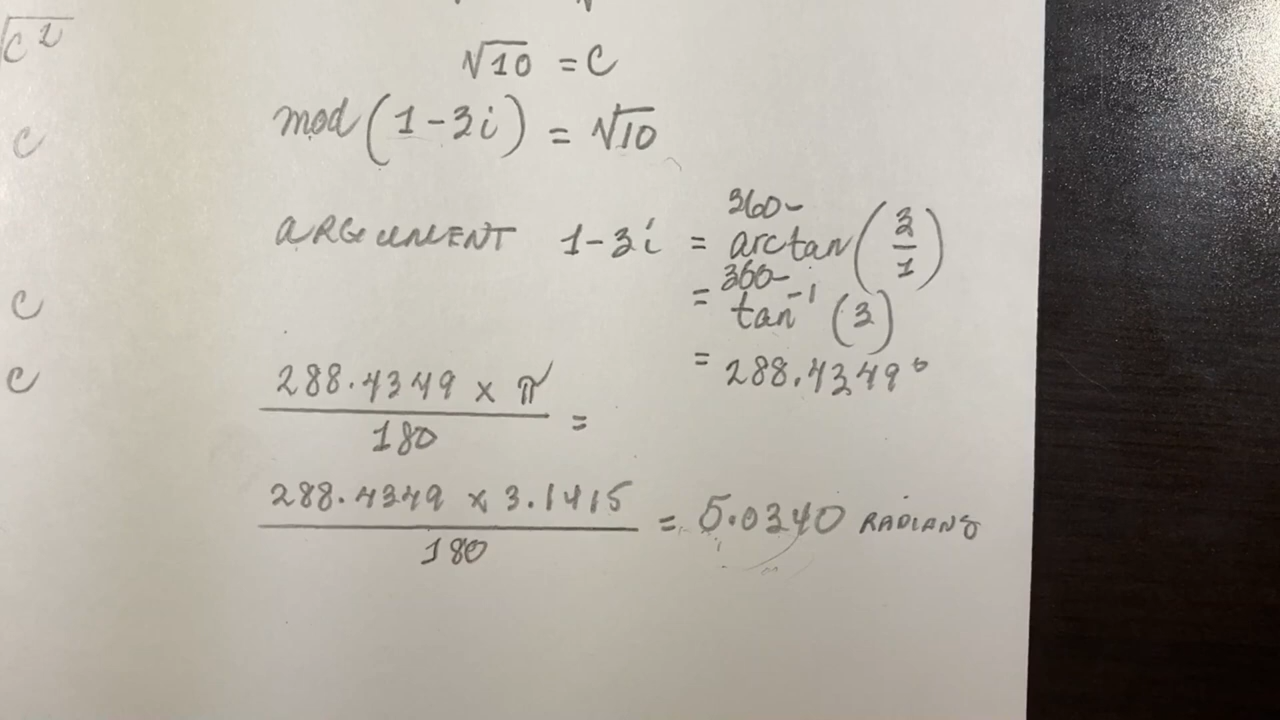 √c²
√10 = C
C
mod(1-3i) = √10
360-
ARGUMENT 1-3i = arctan(3/1)
360-
= tan⁻¹(3)
C
= 288.4349°
C
288.4349 x π
180
=
288.4349 x 3.1415
180
= 5.0340 RADIANS